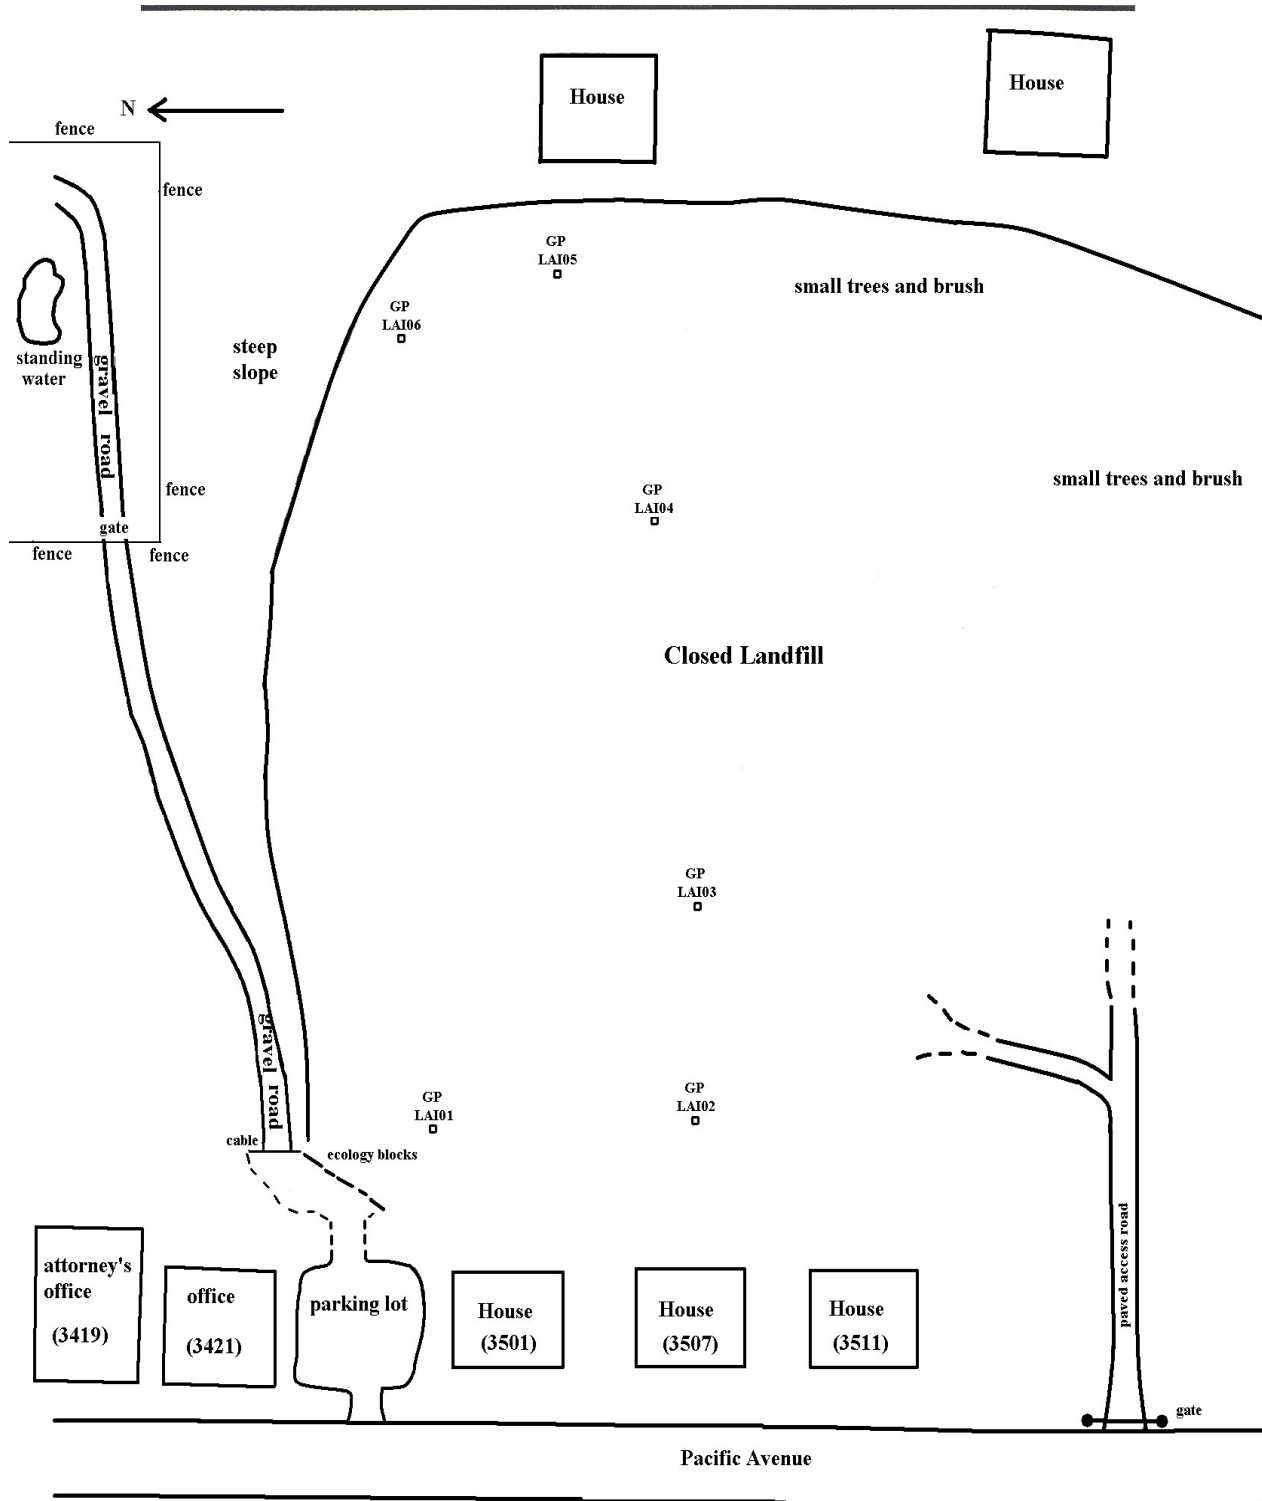 House
House
N
fence
fence
GP
LAI05
small trees and brush
GP
LAI06
steep
slope
standing
water
gravel road
small trees and brush
fence
GP
LAI04
gate
fence
fence
Closed Landfill
GP
LAI03
gravel road
GP
LAI01
GP
LAI02
cable
ecology blocks
paved access road
attorney's
office
(3419)
office
(3421)
parking lot
House
(3501)
House
(3507)
House
(3511)
gate
Pacific Avenue